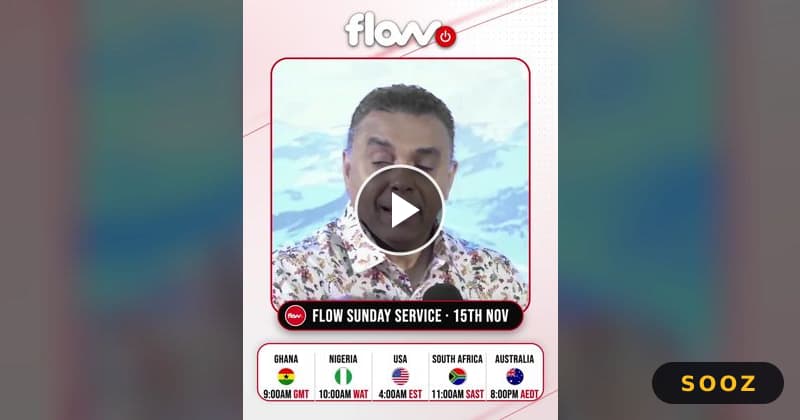 flow
flow FLOW SUNDAY SERVICE · 15TH NOV
GHANA NIGERIA USA SOUTH AFRICA AUSTRALIA
9:00AM GMT 10:00AM WAT 4:00AM EST 11:00AM SAST 8:00PM AEDT
SOOZ